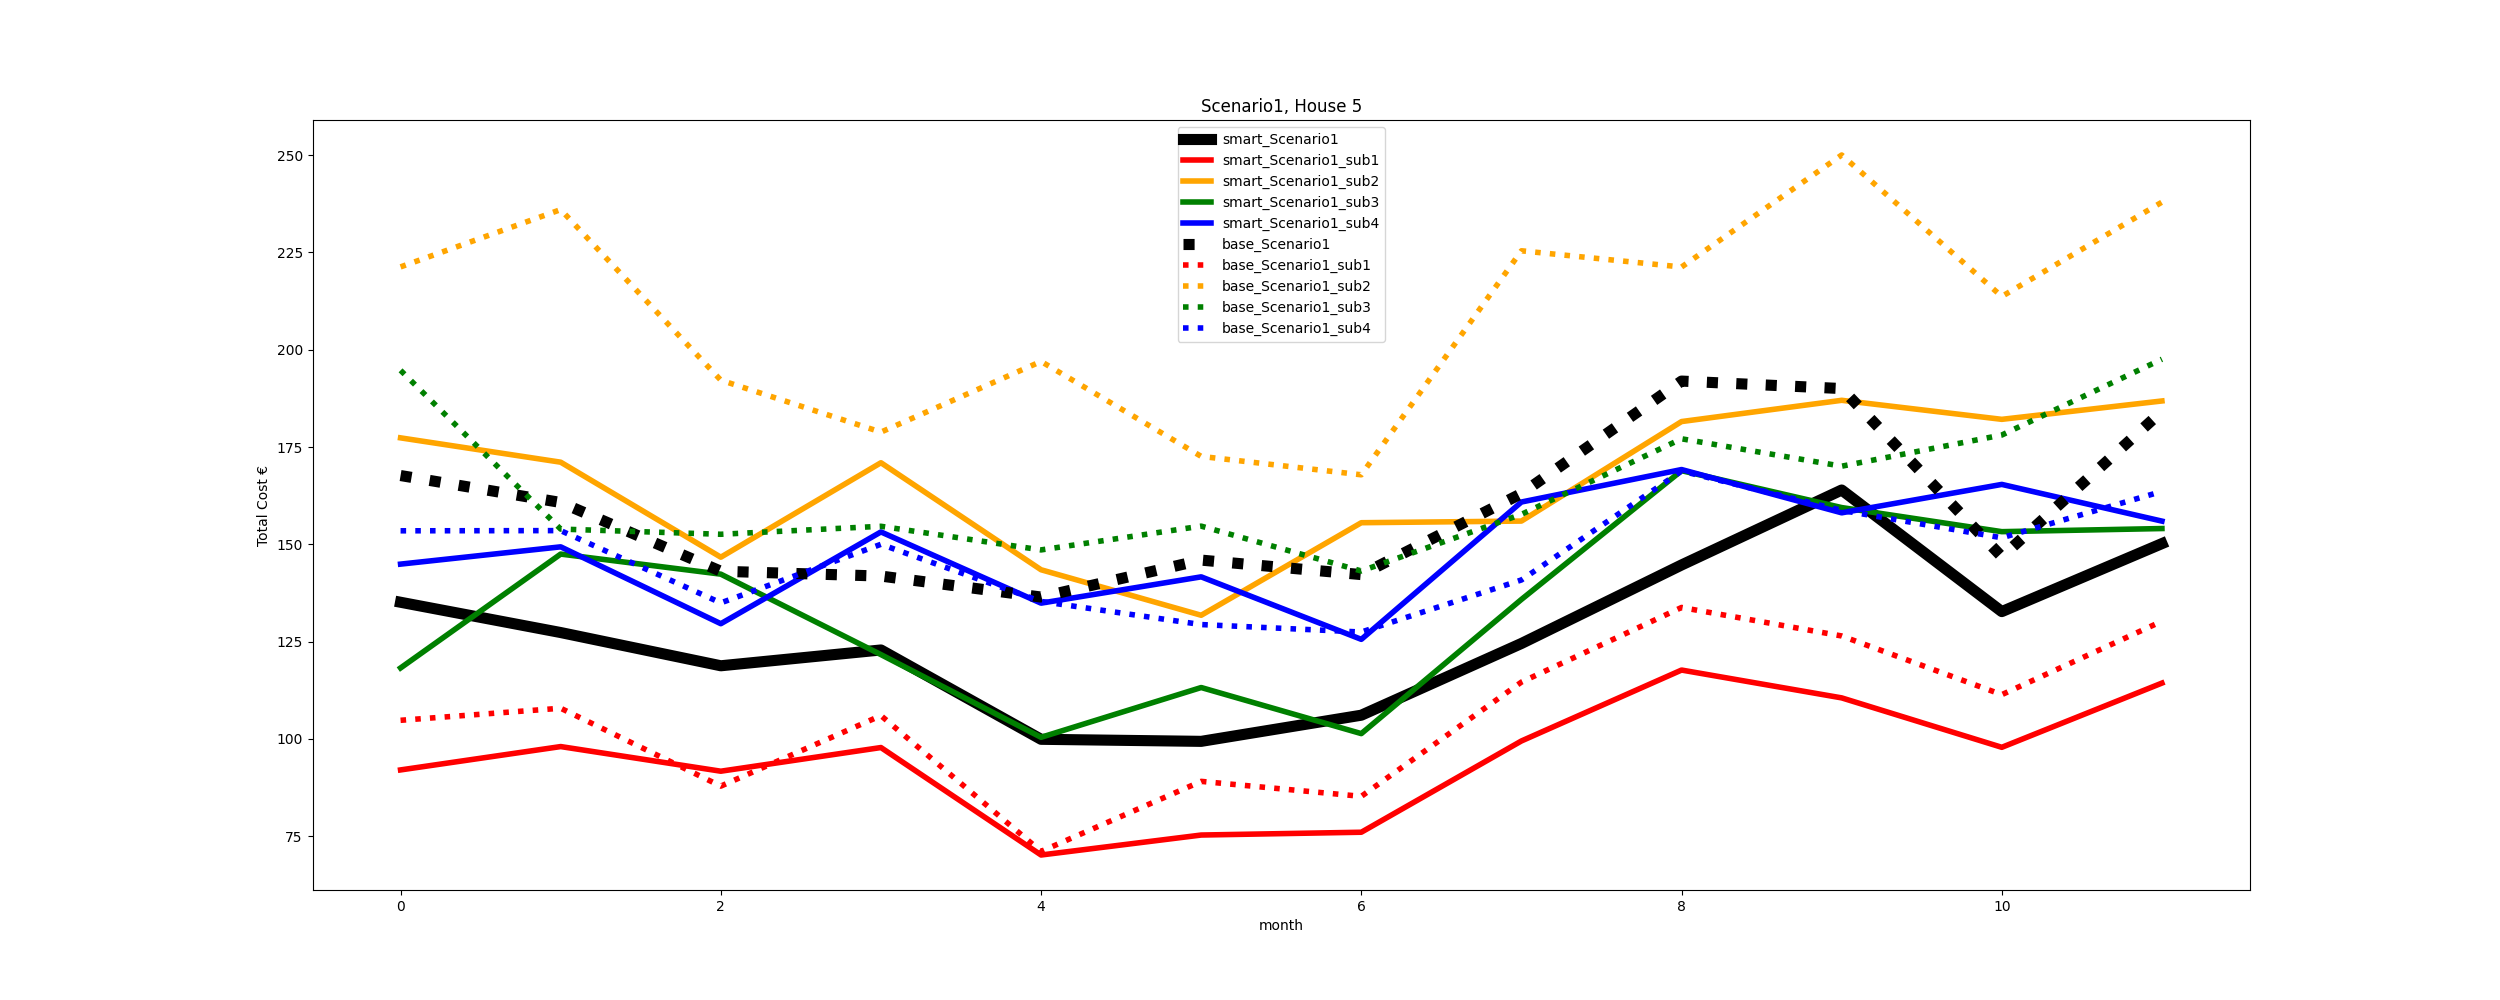 Scenario1, House 5
smart_Scenario1
smart_Scenario1_sub1
smart_Scenario1_sub2
smart_Scenario1_sub3
smart_Scenario1_sub4
base_Scenario1
base_Scenario1_sub1
base_Scenario1_sub2
base_Scenario1_sub3
base_Scenario1_sub4
Total Cost €
250
225
200
175
150
125
100
75
0 2 4 6 8 10
month